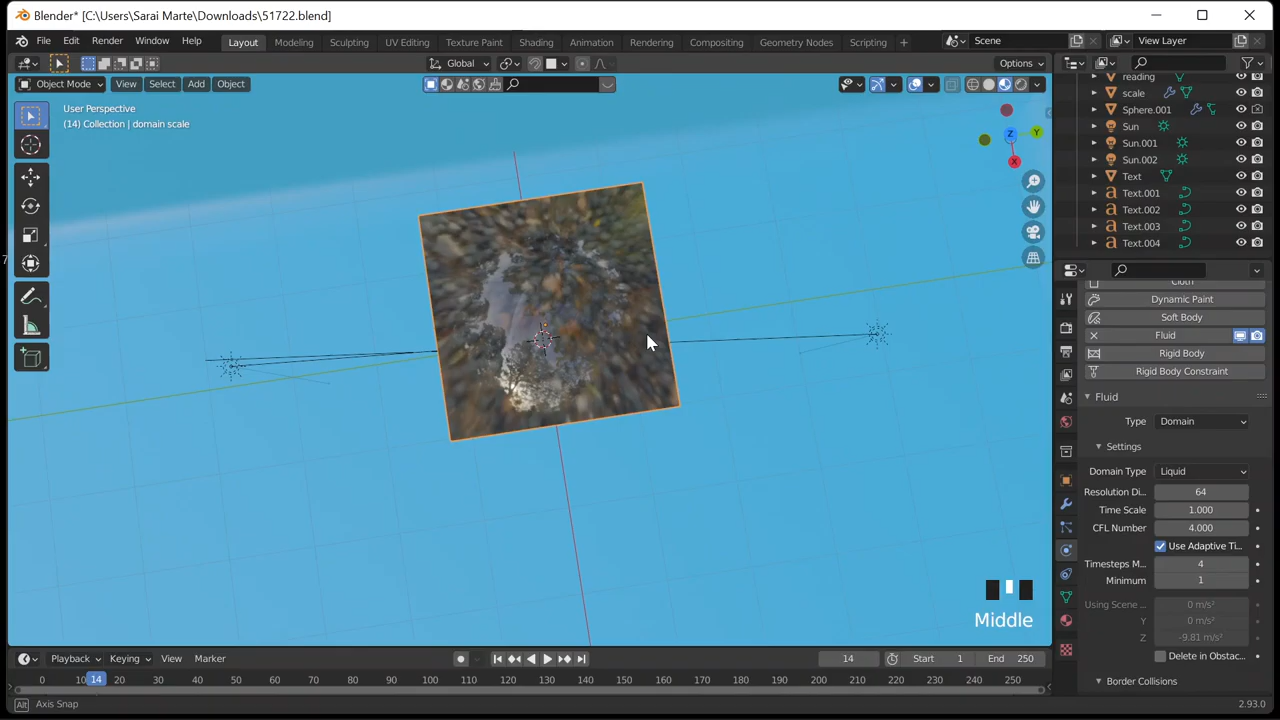 Blender* [C:\Users\Sarai Marte\Downloads\51722.blend]
File Edit Render Window Help Layout Modeling Sculpting UV Editing Texture Paint Shading Animation Rendering Compositing Geometry Nodes Scripting + Scene View Layer
Global Options
Object Mode View Select Add Object
User Perspective
(14) Collection | domain scale
Z Y X
reading
scale
Sphere.001
Sun
Sun.001
Sun.002
Text
Text.001
Text.002
Text.003
Text.004
7
Cloth
Dynamic Paint
Soft Body
Fluid
Rigid Body
Rigid Body Constraint
Fluid
Type Domain
Settings
Domain Type Liquid
Resolution Di... 64
Time Scale 1.000
CFL Number 4.000
Use Adaptive Ti...
Timesteps M... 4
Minimum 1
Using Scene ... 0 m/s²
Y 0 m/s²
Z -9.81 m/s²
Delete in Obstac...
Border Collisions
Middle
Playback Keying View Marker 14 Start 1 End 250
0 10 14 20 30 40 50 60 70 80 90 100 110 120 130 140 150 160 170 180 190 200 210 220 230 240 250
Alt Axis Snap 2.93.0